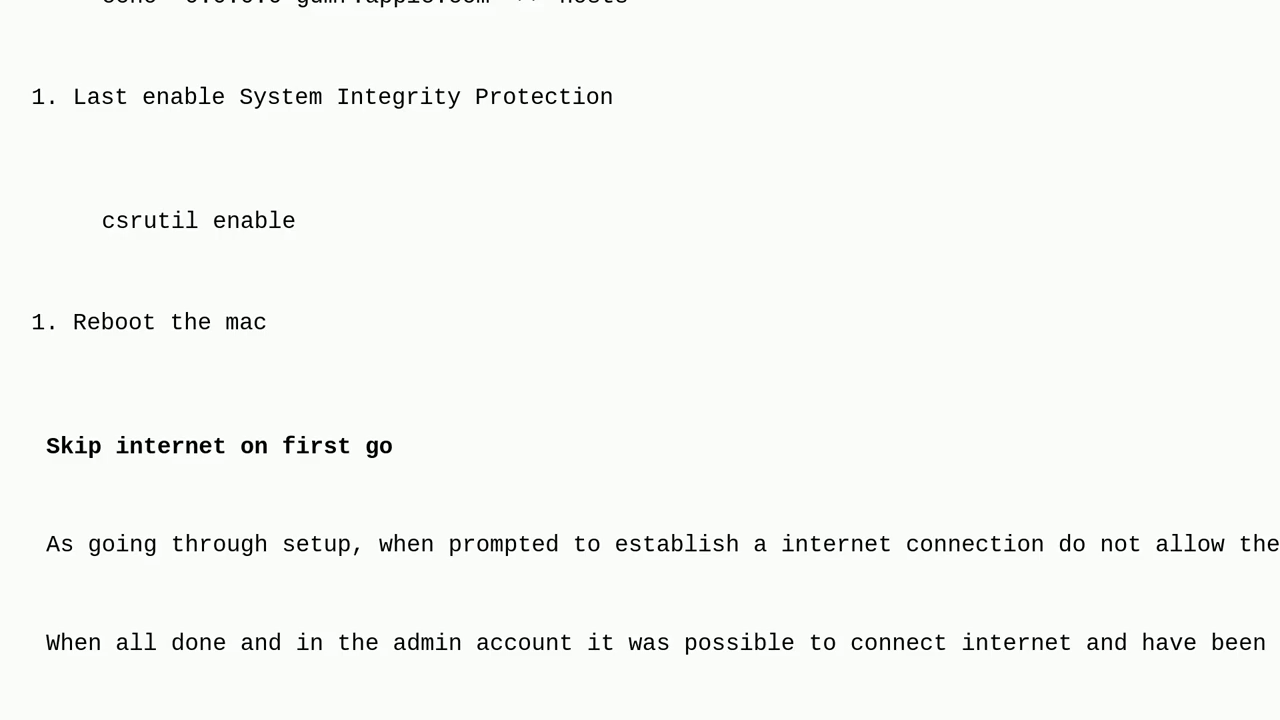 1. Last enable System Integrity Protection
csrutil enable
1. Reboot the mac
Skip internet on first go
As going through setup, when prompted to establish a internet connection do not allow the
When all done and in the admin account it was possible to connect internet and have been